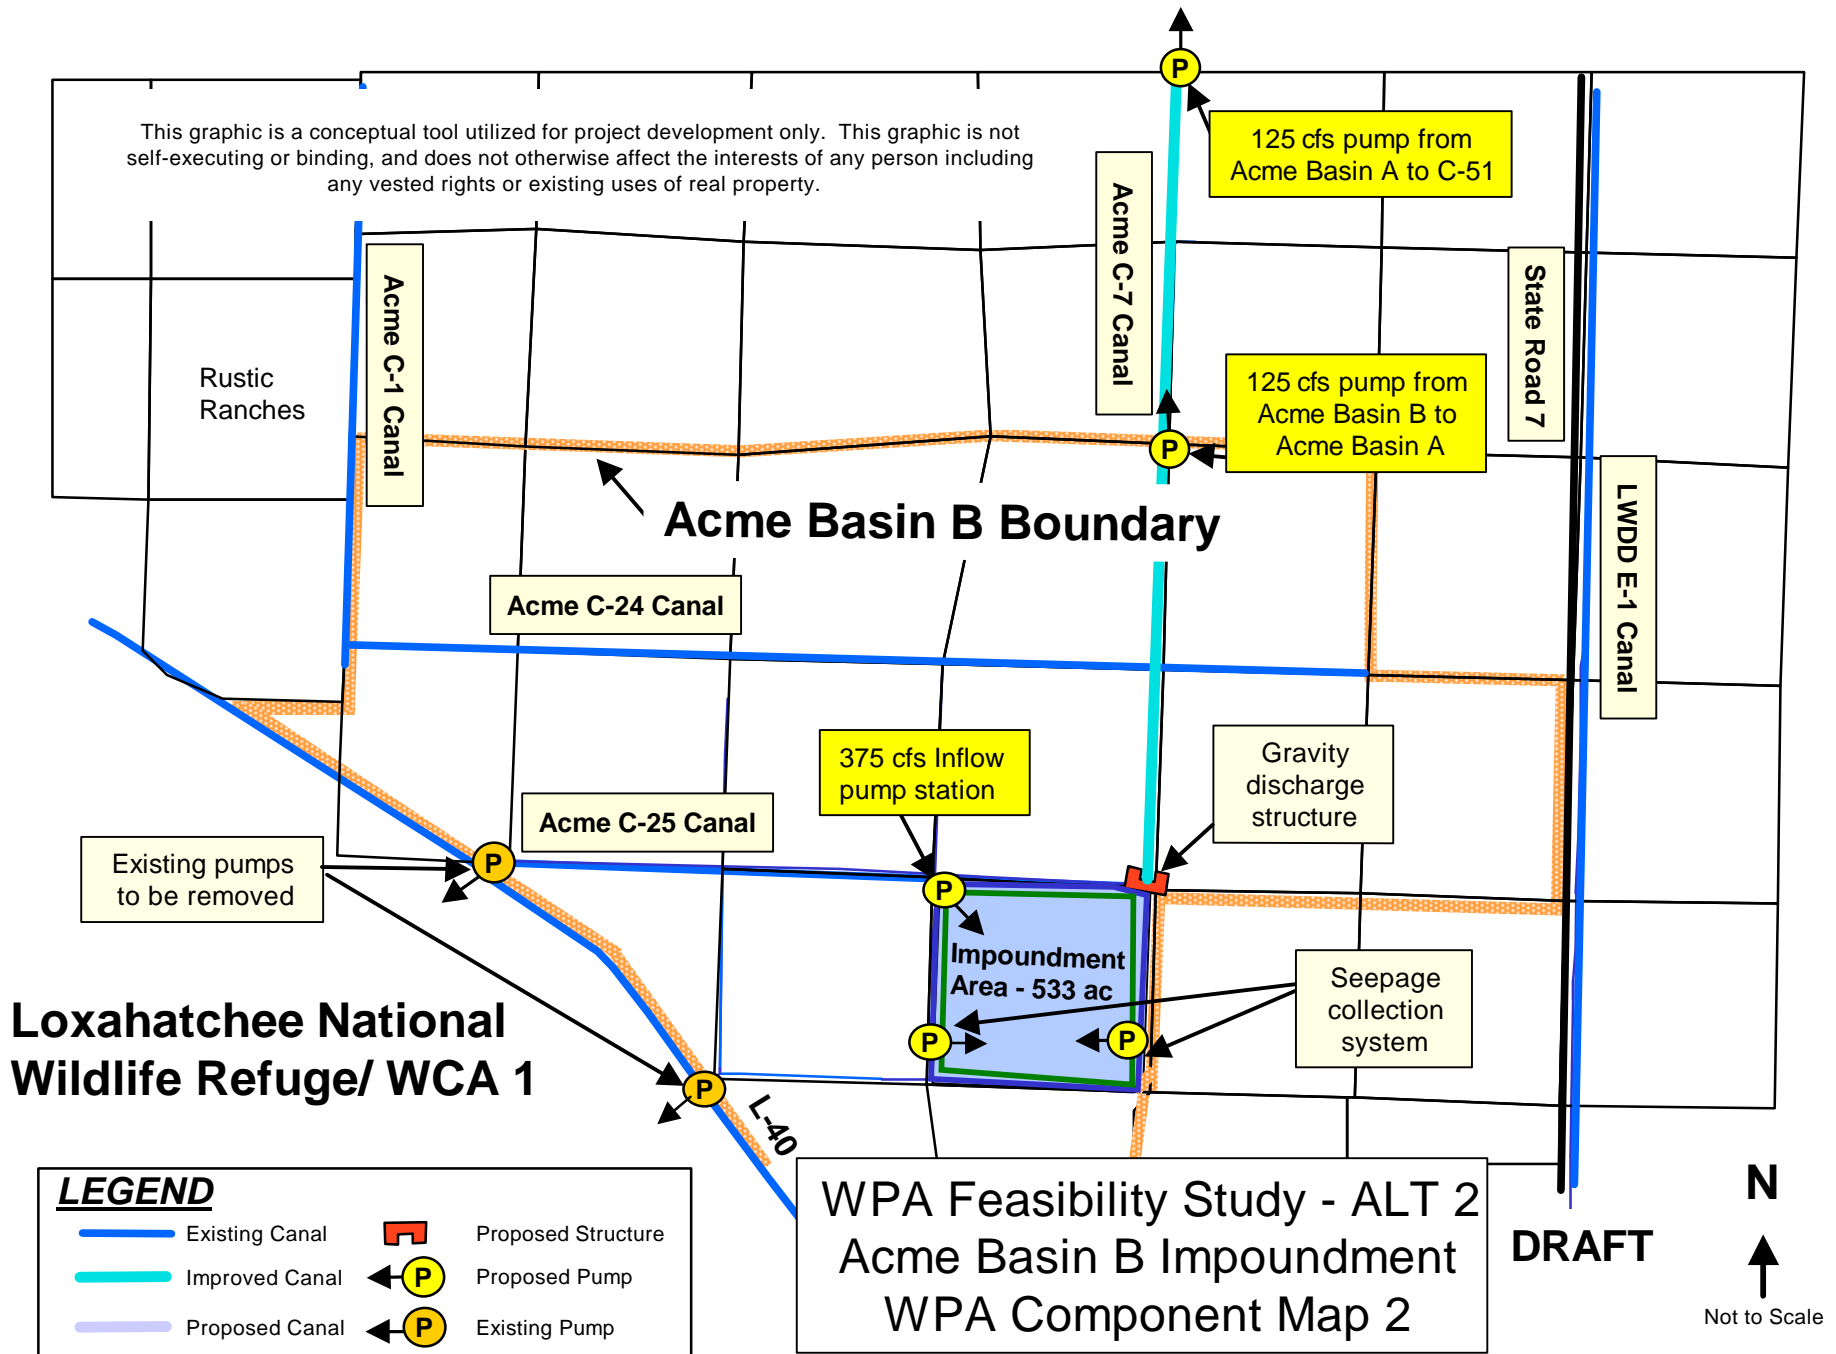 P
125 cfs pump from
Acme Basin A to C-51
This graphic is a conceptual tool utilized for project development only. This graphic is not
self-executing or binding, and does not otherwise affect the interests of any person including
any vested rights or existing uses of real property.
Acme C-7 Canal
Acme C-1 Canal
State Road 7
Rustic
Ranches
125 cfs pump from
Acme Basin B to
Acme Basin A
P
LWDD E-1 Canal
Acme Basin B Boundary
Acme C-24 Canal
375 cfs Inflow
pump station
Gravity
discharge
structure
Acme C-25 Canal
Existing pumps
to be removed
P
P
Impoundment
Area - 533 ac
Seepage
collection
system
P
P
Loxahatchee National
Wildlife Refuge/ WCA 1
P
L-40
LEGEND
Existing Canal
Proposed Structure
Improved Canal
P
Proposed Pump
Proposed Canal
P
Existing Pump
WPA Feasibility Study - ALT 2
Acme Basin B Impoundment
WPA Component Map 2
DRAFT
N
Not to Scale